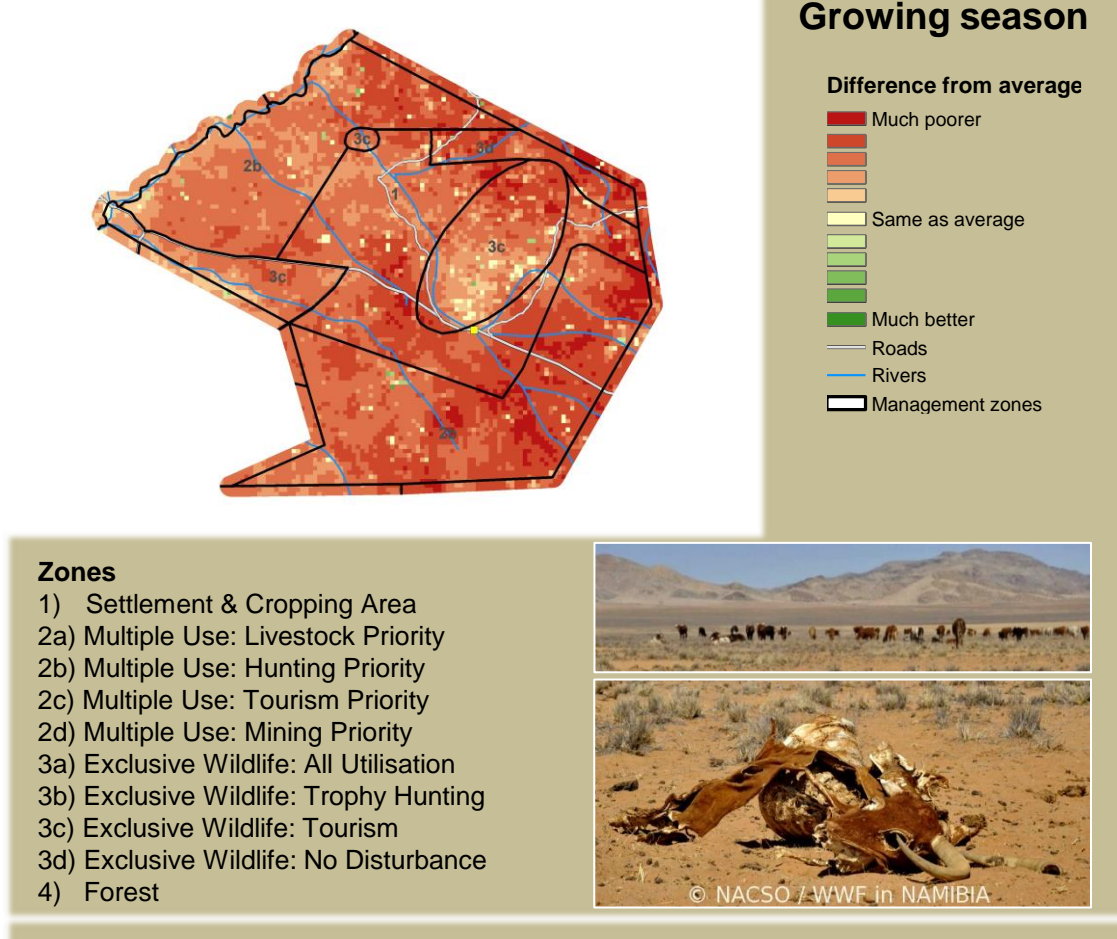 Growing season
Difference from average
Much poorer
Same as average
Much better
Roads
Rivers
Management zones
3c
2b
1
3c
3c
Zones
1) Settlement & Cropping Area
2a) Multiple Use: Livestock Priority
2b) Multiple Use: Hunting Priority
2c) Multiple Use: Tourism Priority
2d) Multiple Use: Mining Priority
3a) Exclusive Wildlife: All Utilisation
3b) Exclusive Wildlife: Trophy Hunting
3c) Exclusive Wildlife: Tourism
3d) Exclusive Wildlife: No Disturbance
4) Forest
© NACSO / WWF in NAMIBIA